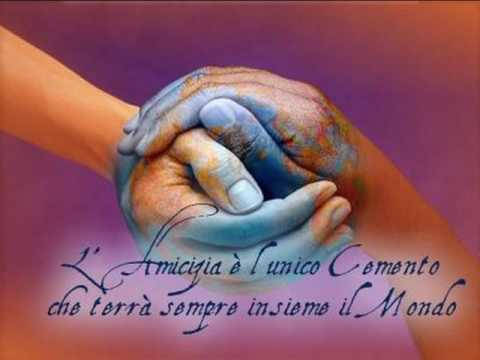 L'Amicizia è l'unico Cemento
che terrà sempre insieme il Mondo